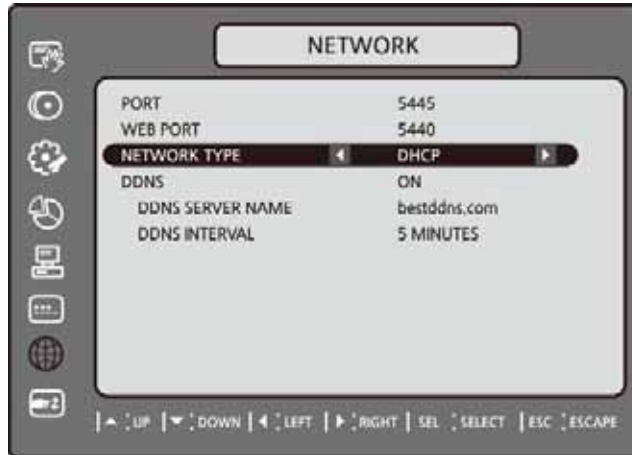 NETWORK
PORT 5445
WEB PORT 5440
NETWORK TYPE DHCP
DDNS ON
DDNS SERVER NAME bestddns.com
DDNS INTERVAL 5 MINUTES
▲ : UP | ▼ : DOWN | ◀ : LEFT | ▶ : RIGHT | SEL : SELECT | ESC : ESCAPE